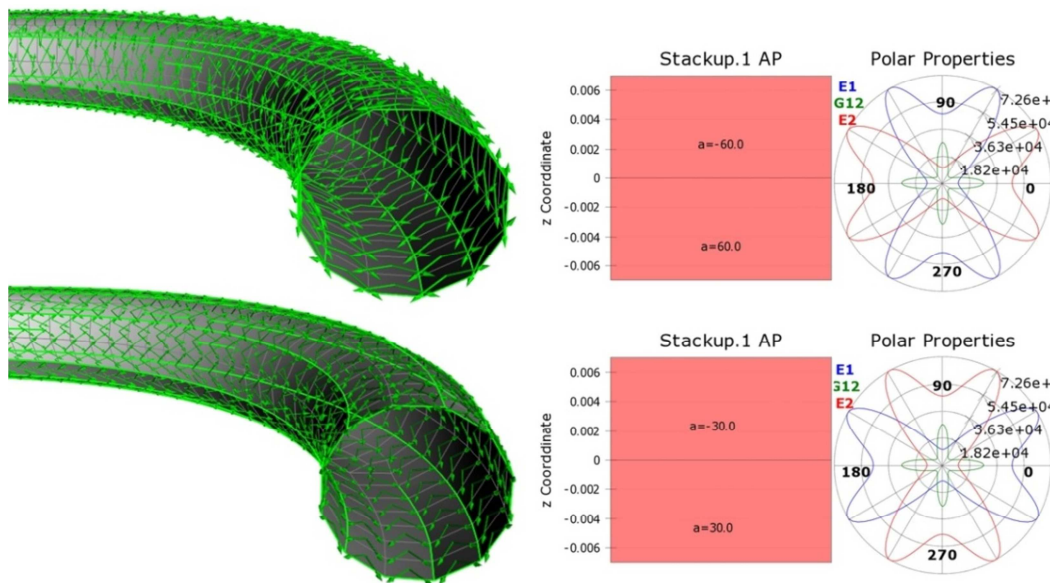 Stackup.1 AP
z Coorddinate
0.006
0.004
0.002
0
-0.002
-0.004
-0.006
a=-60.0
a=60.0
Polar Properties
E1
G12
E2
90
180
0
270
7.26e+
5.45e+04
3.63e+04
1.82e+04
Stackup.1 AP
z Coorddinate
0.006
0.004
0.002
0
-0.002
-0.004
-0.006
a=-30.0
a=30.0
Polar Properties
E1
G12
E2
90
180
0
270
7.26e+
5.45e+04
3.63e+04
1.82e+04